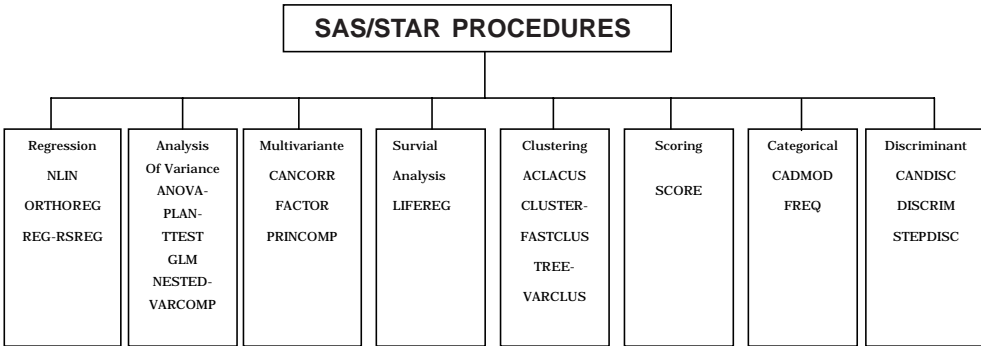 SAS/STAR PROCEDURES
Regression
NLIN
ORTHOREG
REG-RSREG
Analysis
Of Variance
ANOVA-
PLAN-
TTEST
GLM
NESTED-
VARCOMP
Multivariante
CANCORR
FACTOR
PRINCOMP
Survial
Analysis
LIFEREG
Clustering
ACLACUS
CLUSTER-
FASTCLUS
TREE-
VARCLUS
Scoring
SCORE
Categorical
CADMOD
FREQ
Discriminant
CANDISC
DISCRIM
STEPDISC